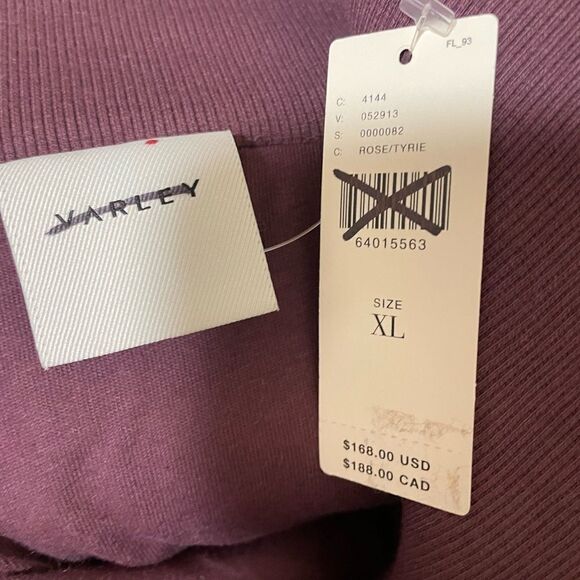 VARLEY
FL_93
C: 4144
V: 052913
S: 0000082
C: ROSE/TYRIE
64015563
SIZE
XL
$168.00 USD
$188.00 CAD